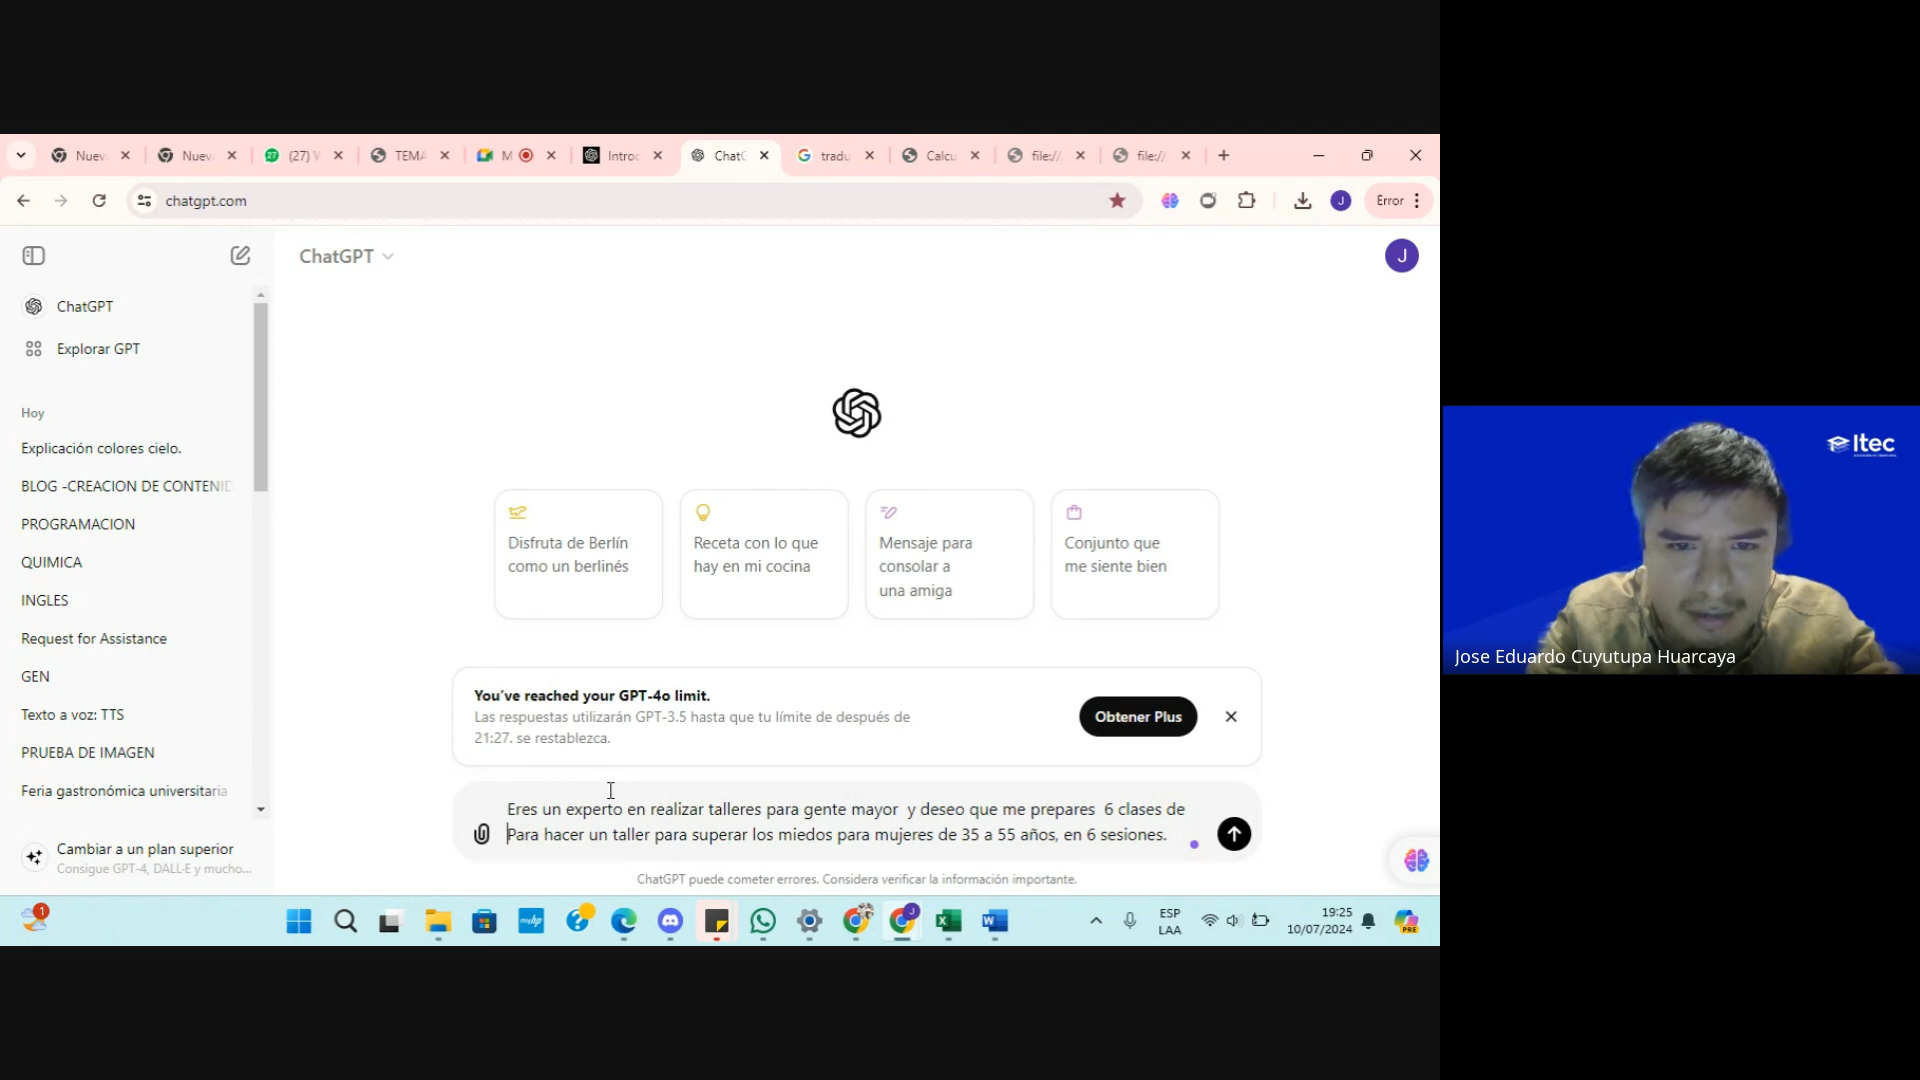 Nuev
Nuev
(27) V
TEMA
M
Introc
ChatG
tradu
Calcu
file://
file://
chatgpt.com
J
Error
ChatGPT
J
ChatGPT
Explorar GPT
Hoy
Explicación colores cielo.
BLOG -CREACION DE CONTENID
PROGRAMACION
QUIMICA
INGLES
Request for Assistance
GEN
Texto a voz: TTS
PRUEBA DE IMAGEN
Feria gastronómica universitaria
Cambiar a un plan superior
Consigue GPT-4, DALL·E y mucho...
Disfruta de Berlín
como un berlinés
Receta con lo que
hay en mi cocina
Mensaje para
consolar a
una amiga
Conjunto que
me siente bien
You've reached your GPT-4o limit.
Las respuestas utilizarán GPT-3.5 hasta que tu límite de después de
21:27. se restablezca.
Obtener Plus
Eres un experto en realizar talleres para gente mayor  y deseo que me prepares  6 clases de
Para hacer un taller para superar los miedos para mujeres de 35 a 55 años, en 6 sesiones.
ChatGPT puede cometer errores. Considera verificar la información importante.
Itec
Jose Eduardo Cuyutupa Huarcaya
1
myhp
J
ESP
LAA
19:25
10/07/2024
PRE